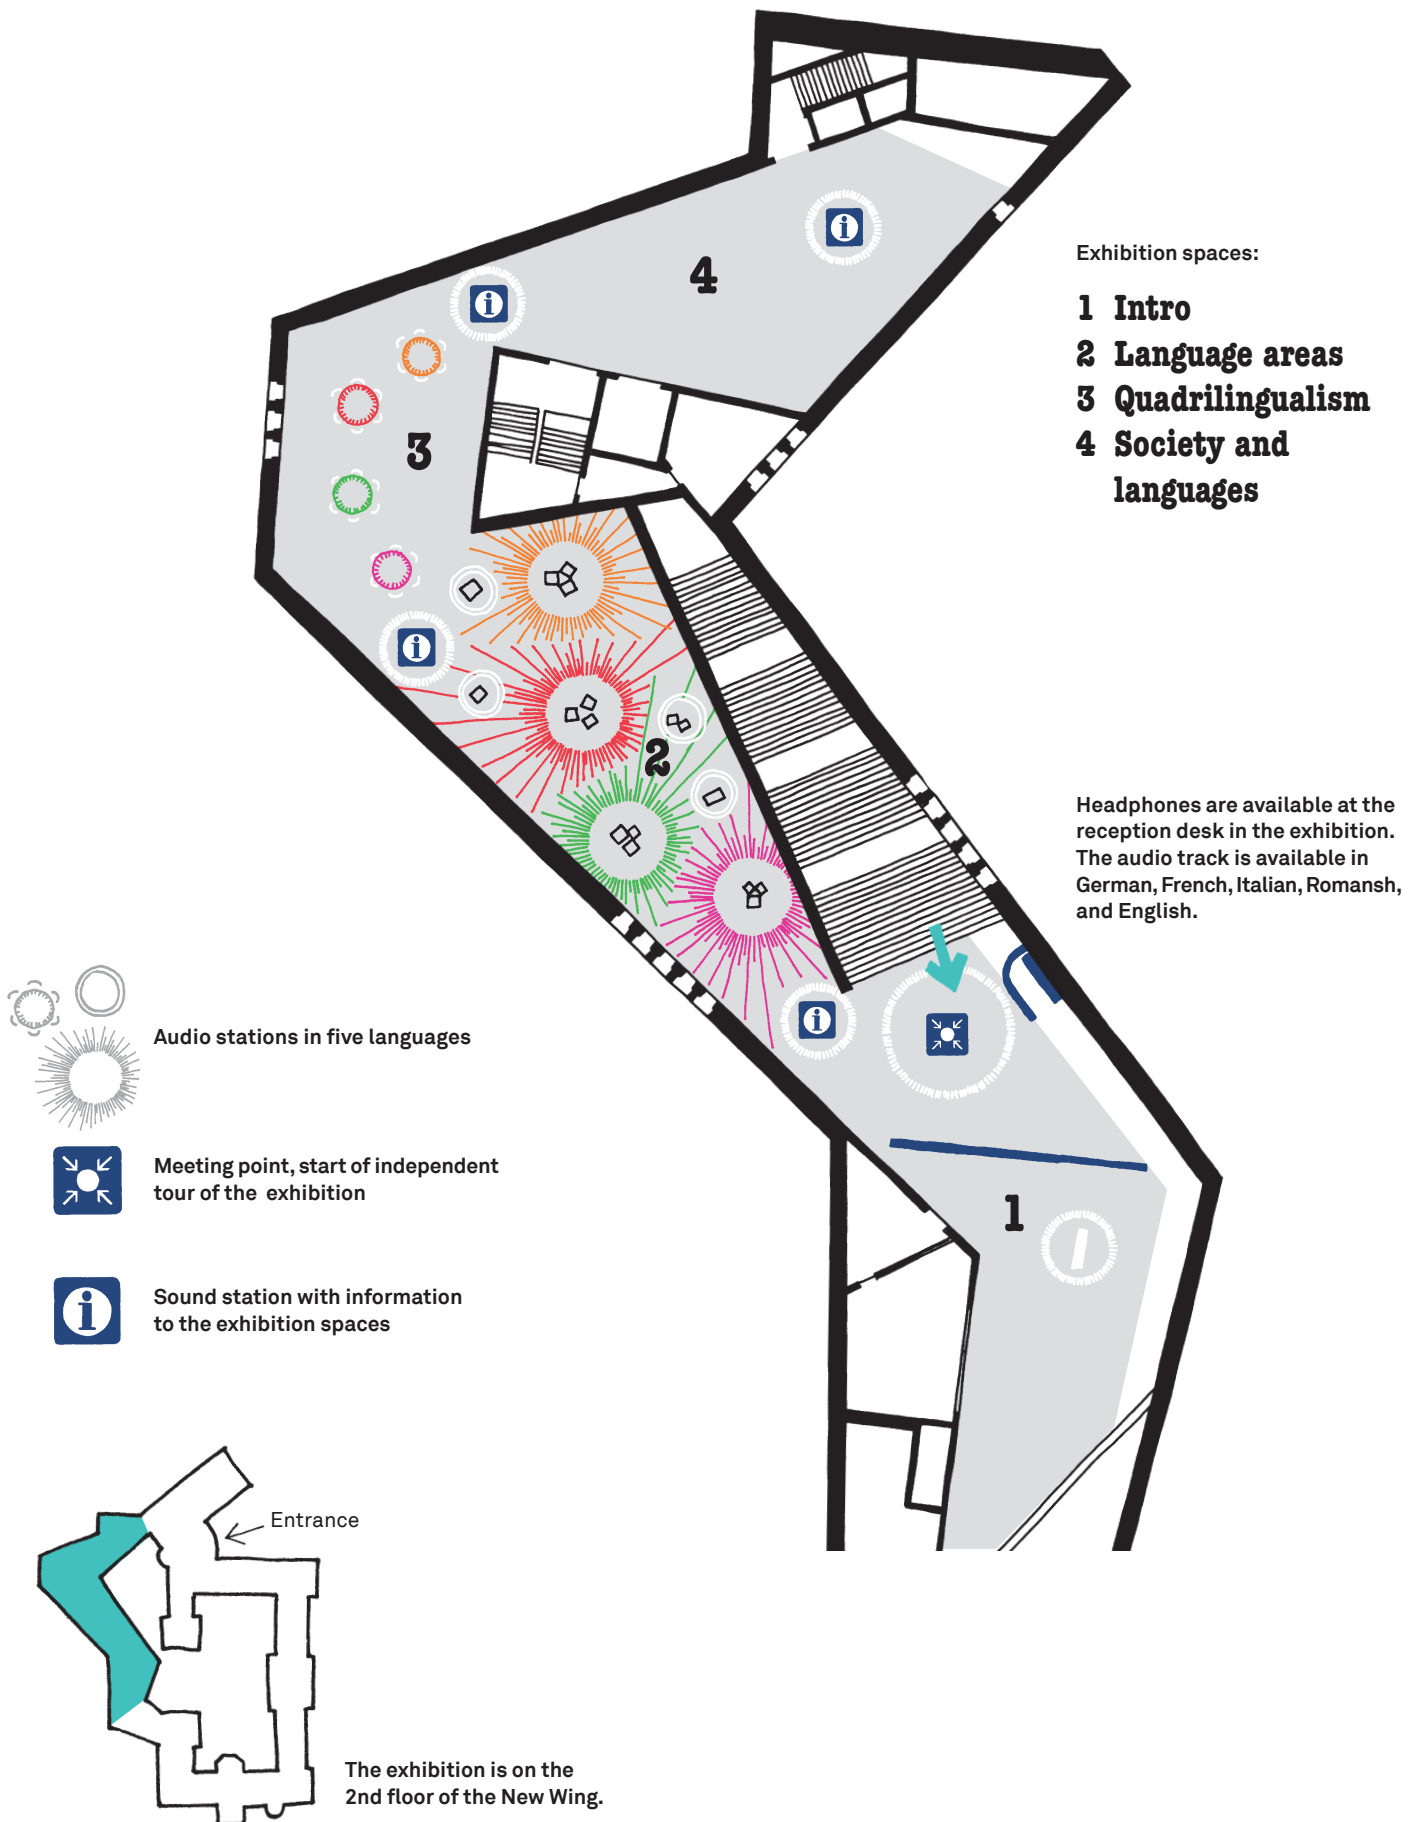 4
3
2
1
Exhibition spaces:
1 Intro
2 Language areas
3 Quadrilingualism
4 Society and
languages
Headphones are available at the
reception desk in the exhibition.
The audio track is available in
German, French, Italian, Romansh,
and English.
Audio stations in five languages
Meeting point, start of independent
tour of the exhibition
Sound station with information
to the exhibition spaces
Entrance
The exhibition is on the
2nd floor of the New Wing.